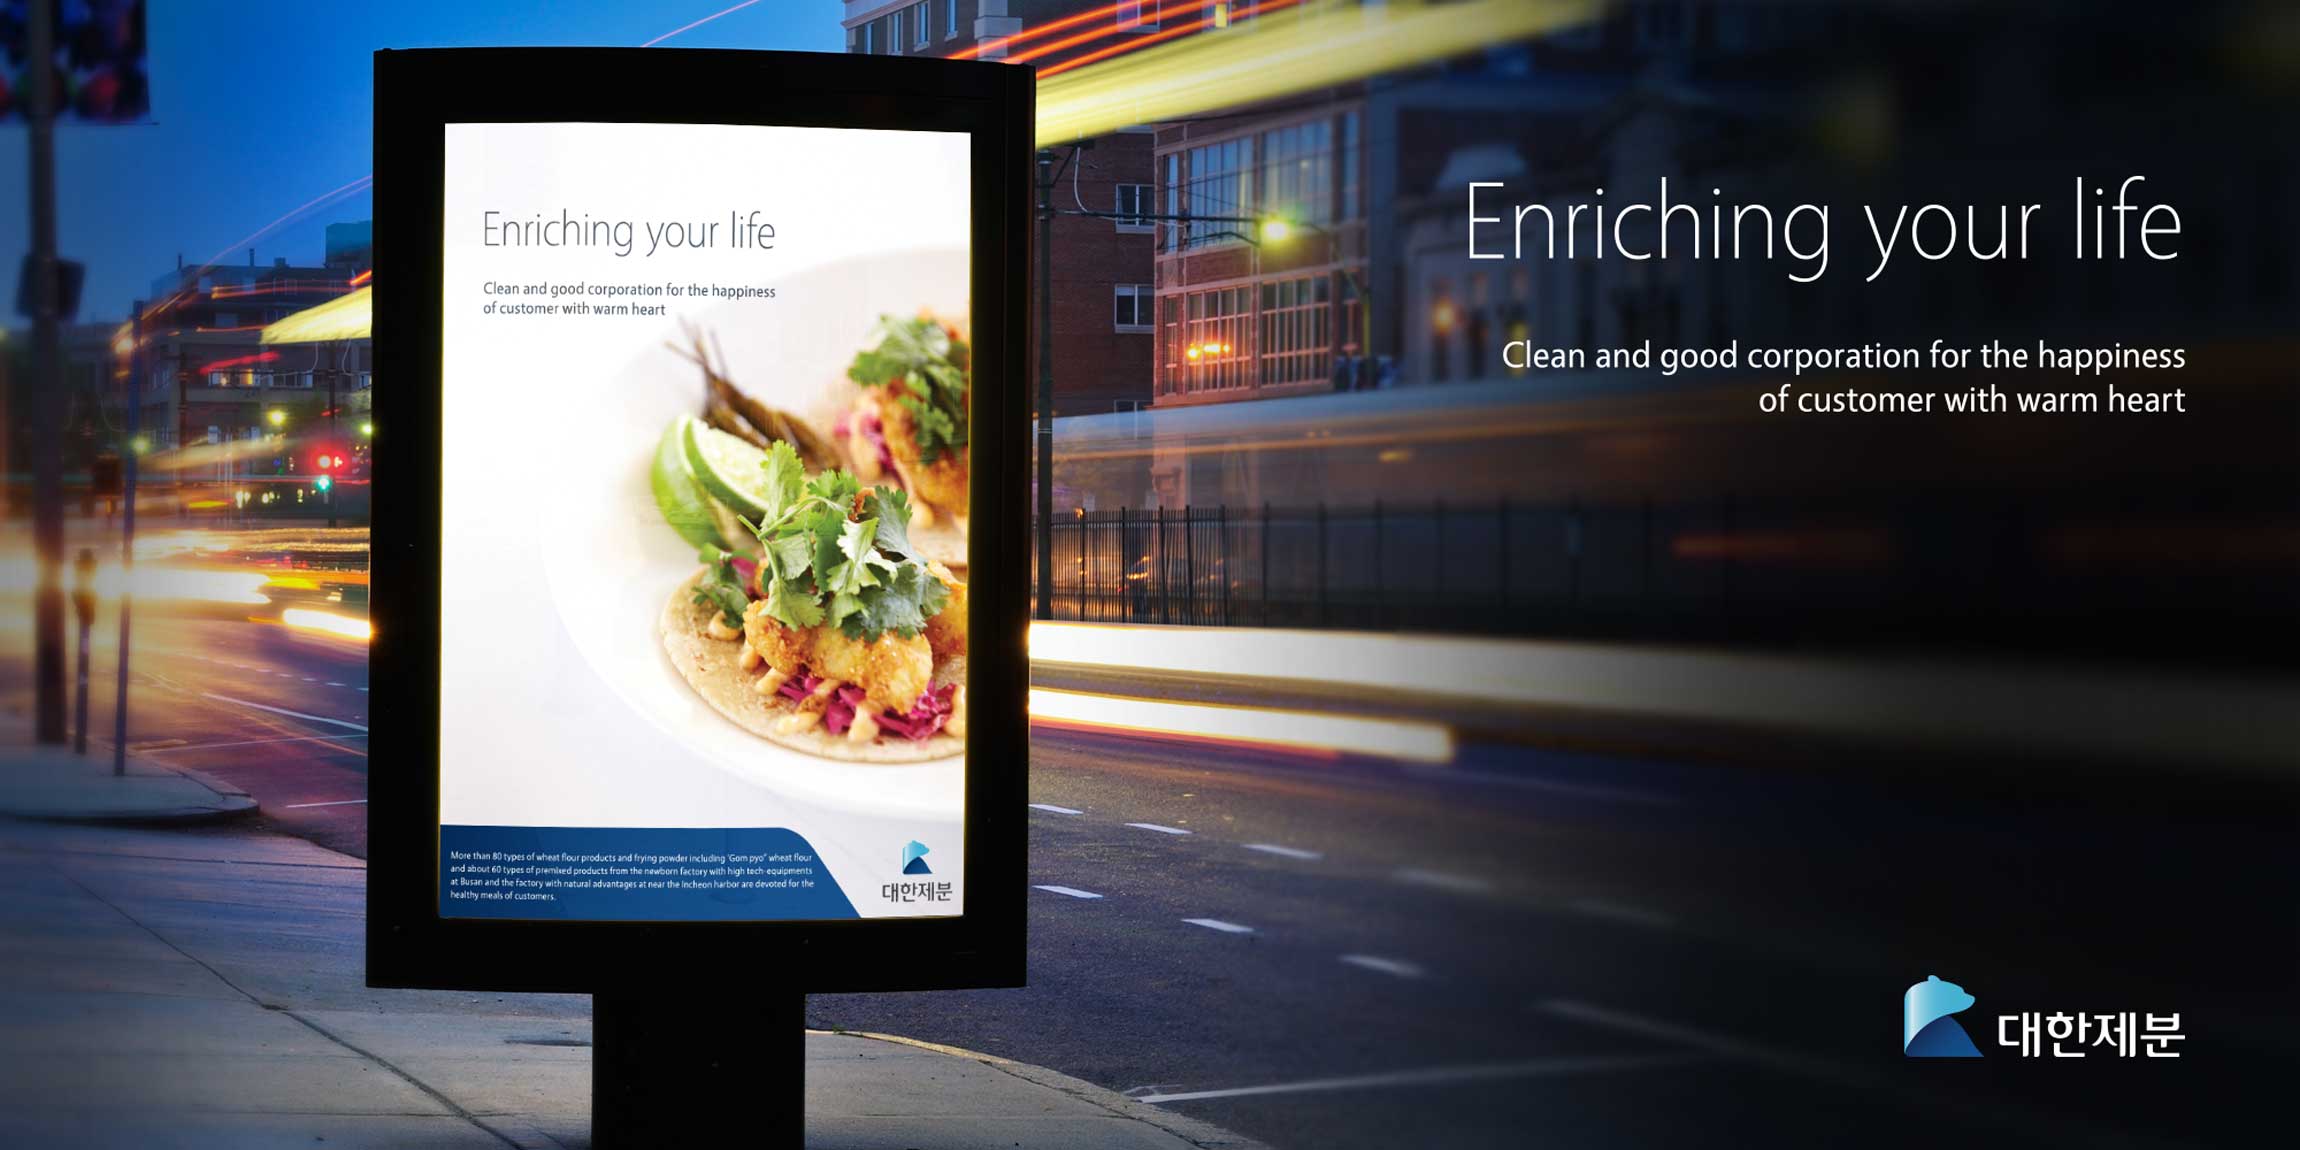 Enriching your life
Clean and good corporation for the happiness
of customer with warm heart
More than 80 types of wheat flour products and frying powder including 'Gom pyo" wheat flour
and about 60 types of premixed products from the newborn factory with high tech-equipments
at Busan and the factory with natural advantages at near the Incheon harbor are devoted for the
healthy meals of customers.
대한제분
Enriching your life
Clean and good corporation for the happiness
of customer with warm heart
대한제분